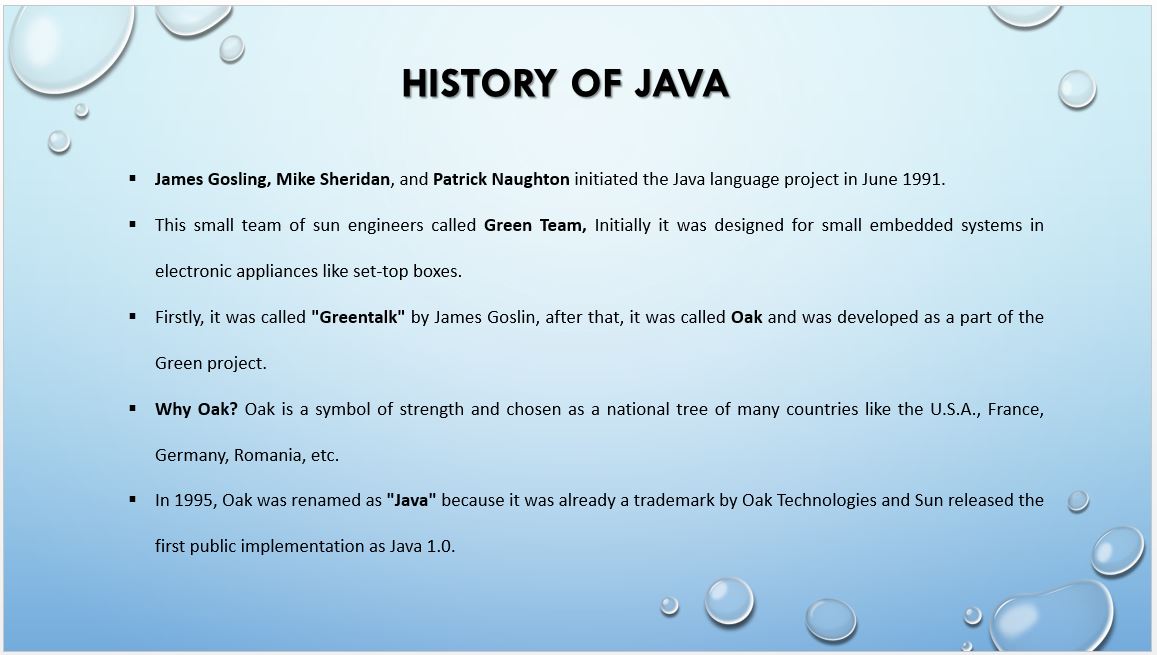 HISTORY OF JAVA
▪ James Gosling, Mike Sheridan, and Patrick Naughton initiated the Java language project in June 1991.
▪ This small team of sun engineers called Green Team, Initially it was designed for small embedded systems in
electronic appliances like set-top boxes.
▪ Firstly, it was called "Greentalk" by James Goslin, after that, it was called Oak and was developed as a part of the
Green project.
▪ Why Oak? Oak is a symbol of strength and chosen as a national tree of many countries like the U.S.A., France,
Germany, Romania, etc.
▪ In 1995, Oak was renamed as "Java" because it was already a trademark by Oak Technologies and Sun released the
first public implementation as Java 1.0.